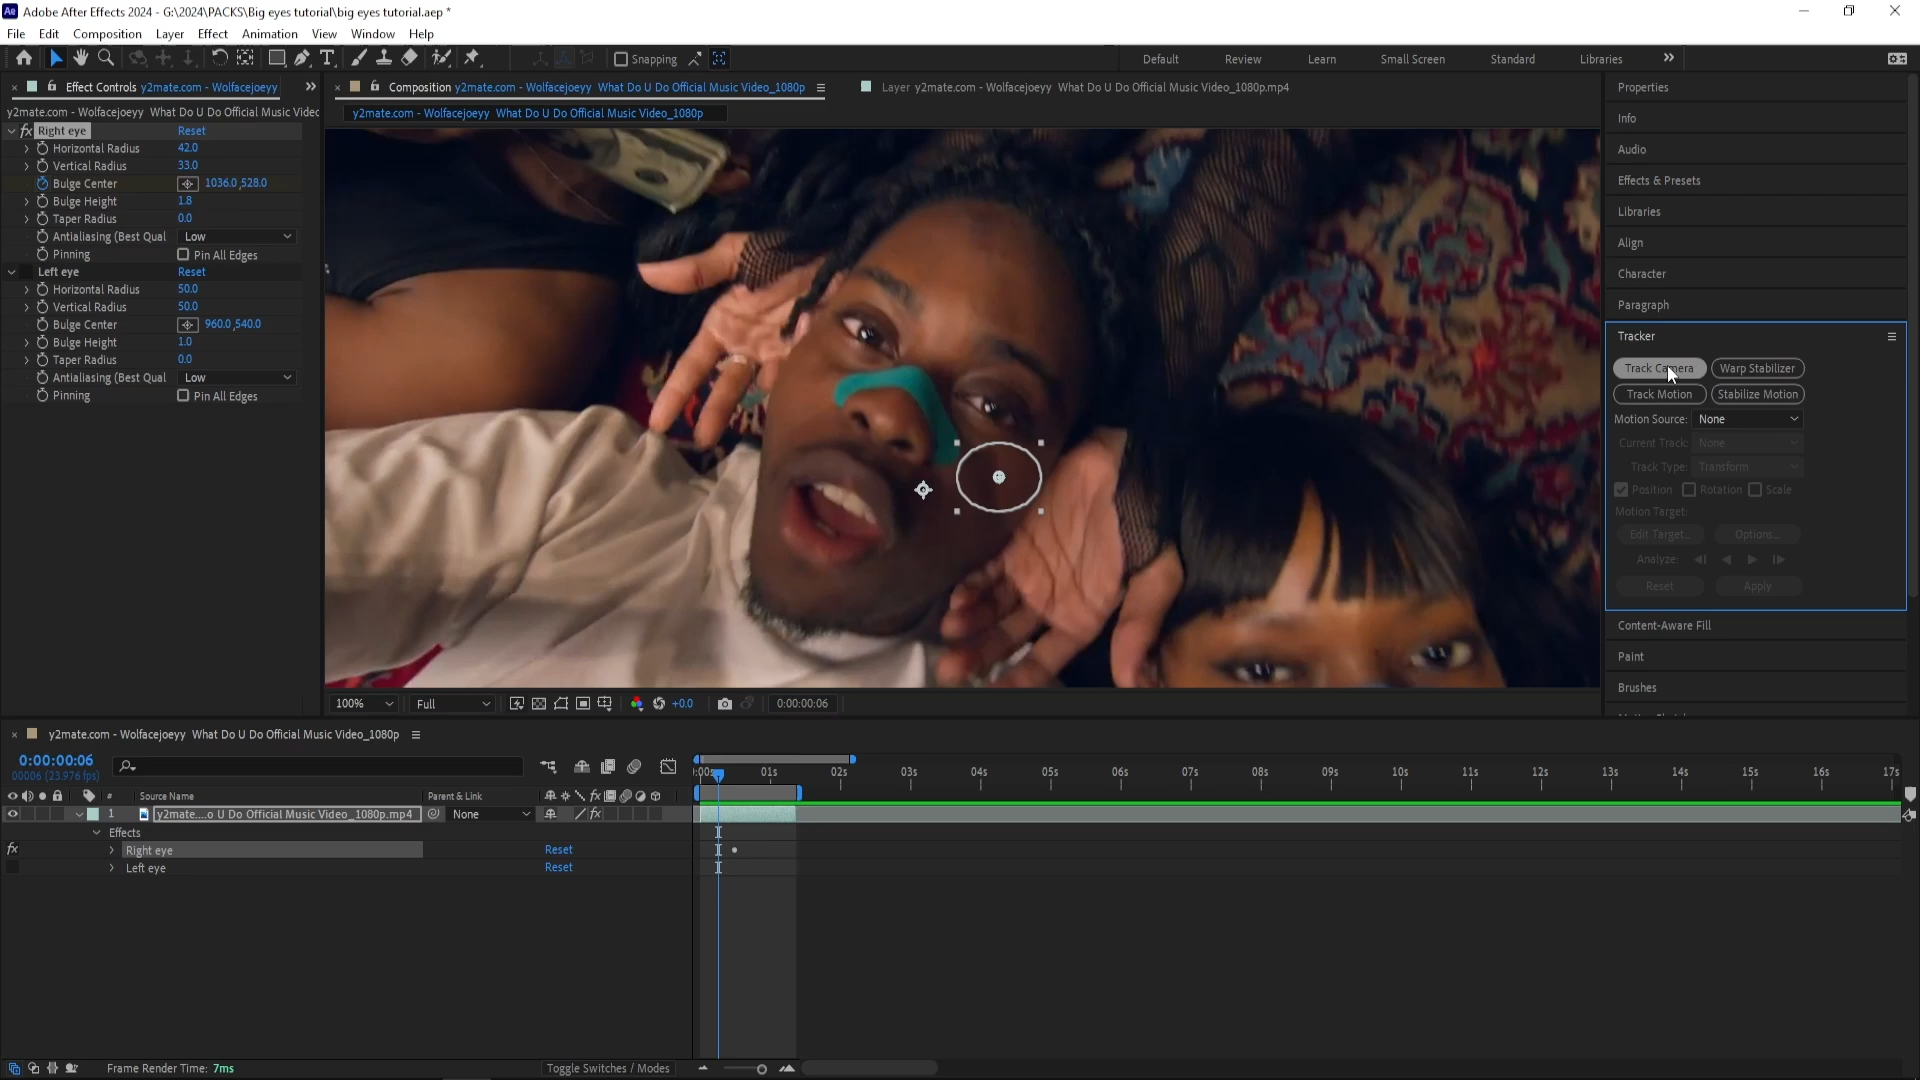 Adobe After Effects 2024 - G:\2024\PACKS\Big eyes tutorial\big eyes tutorial.aep *
File Edit Composition Layer Effect Animation View Window Help
Snapping
Default Review Learn Small Screen Standard Libraries
Effect Controls y2mate.com - Wolfacejoeyy
y2mate.com - Wolfacejoeyy What Do U Do Official Music Video
fx Right eye Reset
Horizontal Radius 42.0
Vertical Radius 33.0
Bulge Center 1036.0,528.0
Bulge Height 1.8
Taper Radius 0.0
Antialiasing (Best Qual Low
Pinning Pin All Edges
Left eye Reset
Horizontal Radius 50.0
Vertical Radius 50.0
Bulge Center 960.0,540.0
Bulge Height 1.0
Taper Radius 0.0
Antialiasing (Best Qual Low
Pinning Pin All Edges
Composition y2mate.com - Wolfacejoeyy What Do U Do Official Music Video_1080p
Layer y2mate.com - Wolfacejoeyy What Do U Do Official Music Video_1080p.mp4
y2mate.com - Wolfacejoeyy What Do U Do Official Music Video_1080p
100% Full +0.0 0:00:00:06
Properties
Info
Audio
Effects & Presets
Libraries
Align
Character
Paragraph
Tracker
Track Camera Warp Stabilizer
Track Motion Stabilize Motion
Motion Source: None
Current Track: None
Track Type: Transform
Position Rotation Scale
Motion Target:
Edit Target... Options...
Analyze:
Reset Apply
Content-Aware Fill
Paint
Brushes
y2mate.com - Wolfacejoeyy What Do U Do Official Music Video_1080p
0:00:00:06
00006 (23.976 fps)
:00s 01s 02s 03s 04s 05s 06s 07s 08s 09s 10s 11s 12s 13s 14s 15s 16s 17s
# Source Name Parent & Link fx
1 y2mate....o U Do Official Music Video_1080p.mp4 None fx
Effects
fx Right eye Reset
Left eye Reset
Frame Render Time: 7ms
Toggle Switches / Modes